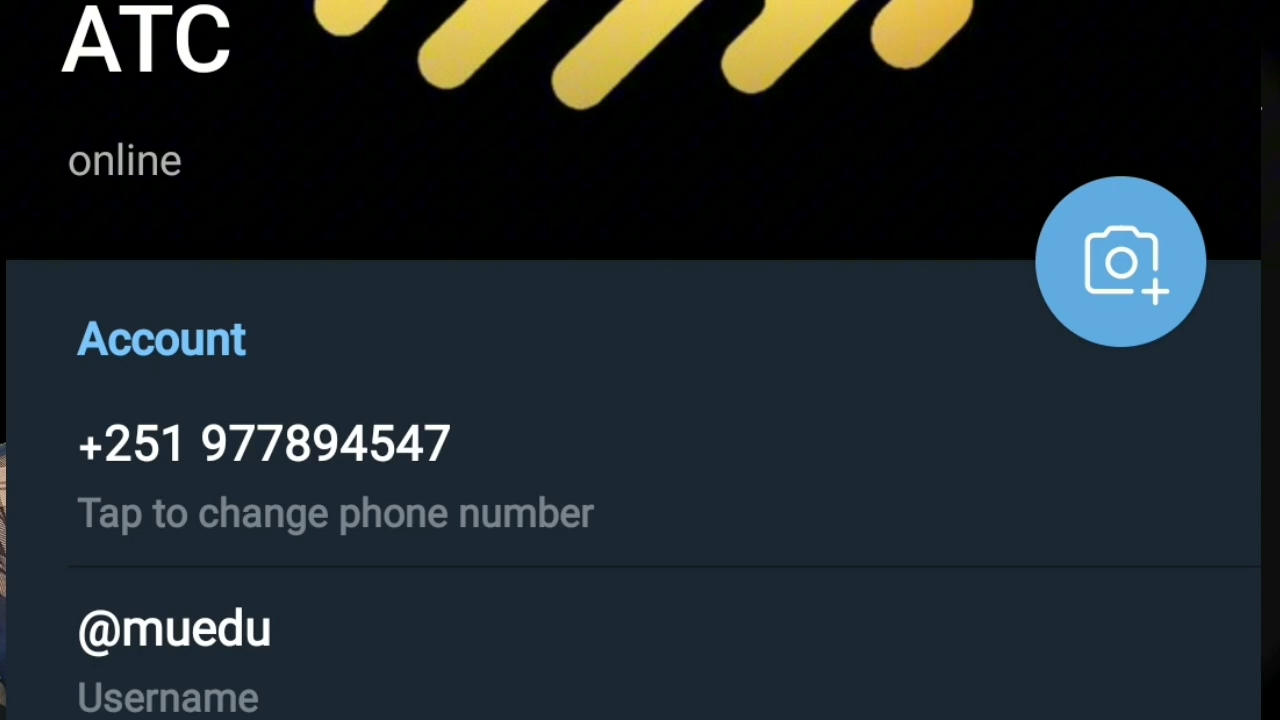 ATC
online
Account
+251 977894547
Tap to change phone number
@muedu
Username